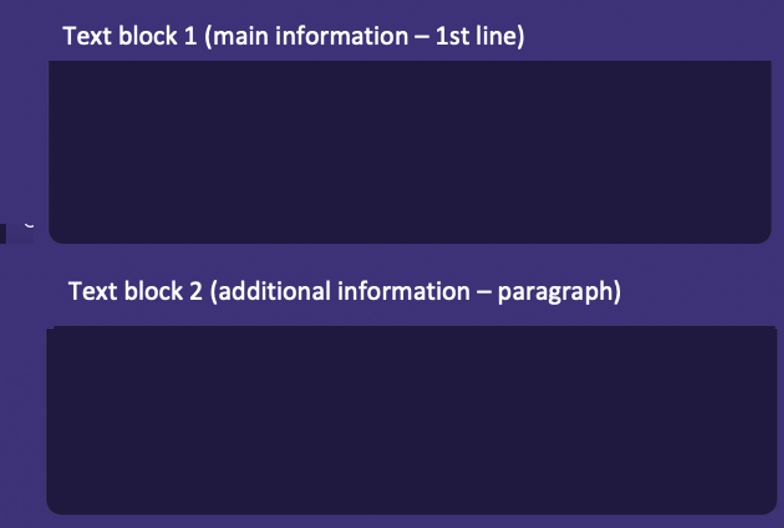 Text block 1 (main information – 1st line)
Text block 2 (additional information – paragraph)